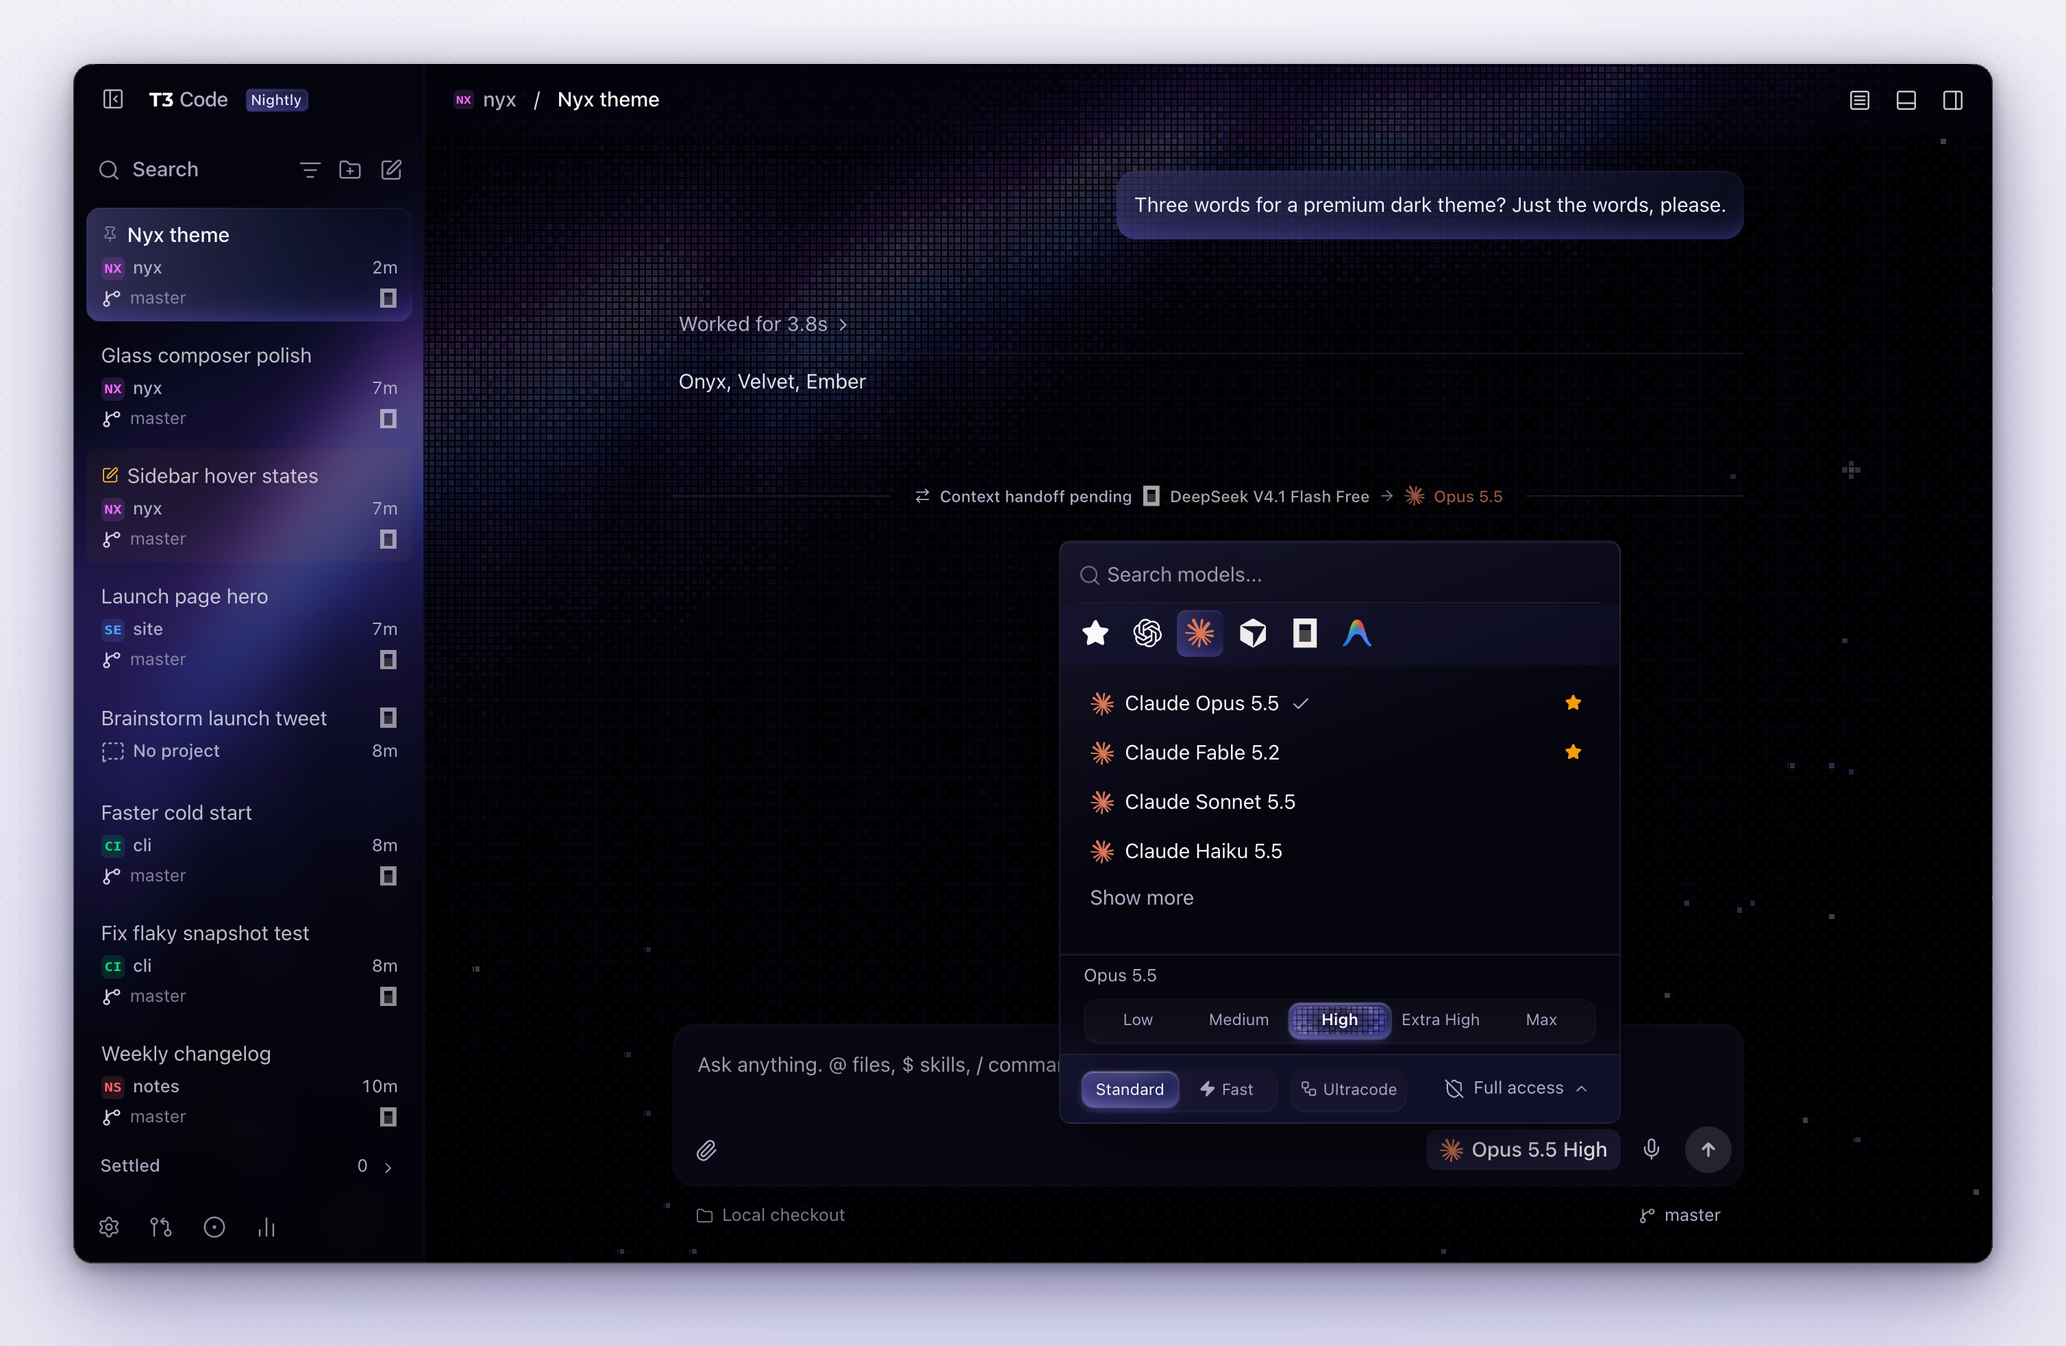 T3 Code Nightly
Search
Nyx theme
NX nyx 2m
master
Glass composer polish
NX nyx 7m
master
Sidebar hover states
NX nyx 7m
master
Launch page hero
SE site 7m
master
Brainstorm launch tweet
No project 8m
Faster cold start
CI cli 8m
master
Fix flaky snapshot test
CI cli 8m
master
Weekly changelog
NS notes 10m
master
Settled 0
NX nyx / Nyx theme
Three words for a premium dark theme? Just the words, please.
Worked for 3.8s
Onyx, Velvet, Ember
Context handoff pending DeepSeek V4.1 Flash Free → Opus 5.5
Search models...
Claude Opus 5.5
Claude Fable 5.2
Claude Sonnet 5.5
Claude Haiku 5.5
Show more
Opus 5.5
Low Medium High Extra High Max
Standard Fast Ultracode Full access
Ask anything. @ files, $ skills, / comma
Opus 5.5 High
Local checkout master